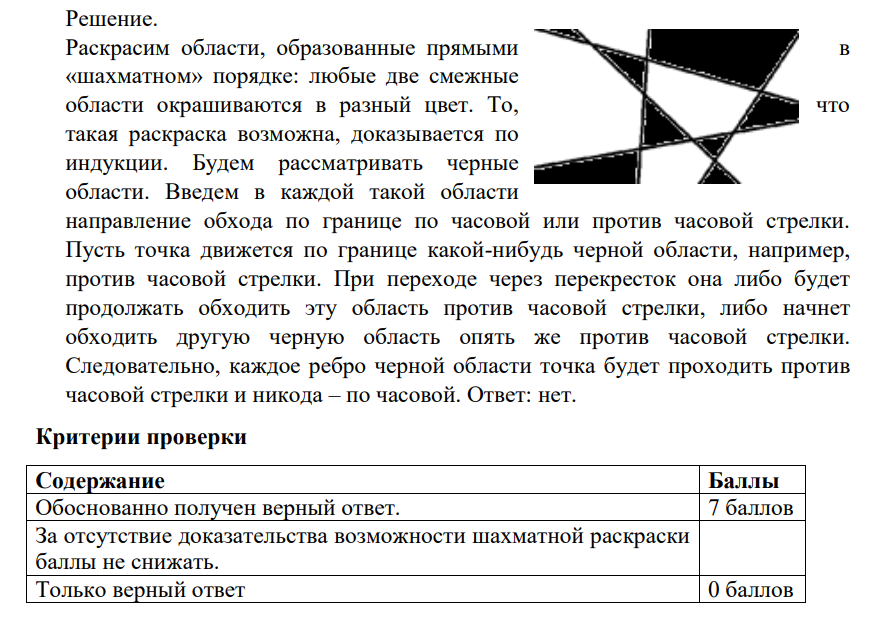 Решение.
Раскрасим области, образованные прямыми в
«шахматном» порядке: любые две смежные
области окрашиваются в разный цвет. То, что
такая раскраска возможна, доказывается по
индукции. Будем рассматривать черные
области. Введем в каждой такой области
направление обхода по границе по часовой или против часовой стрелки.
Пусть точка движется по границе какой-нибудь черной области, например,
против часовой стрелки. При переходе через перекресток она либо будет
продолжать обходить эту область против часовой стрелки, либо начнет
обходить другую черную область опять же против часовой стрелки.
Следовательно, каждое ребро черной области точка будет проходить против
часовой стрелки и никода – по часовой. Ответ: нет.
Критерии проверки
Содержание Баллы
Обоснованно получен верный ответ. 7 баллов
За отсутствие доказательства возможности шахматной раскраски
баллы не снижать.
Только верный ответ 0 баллов